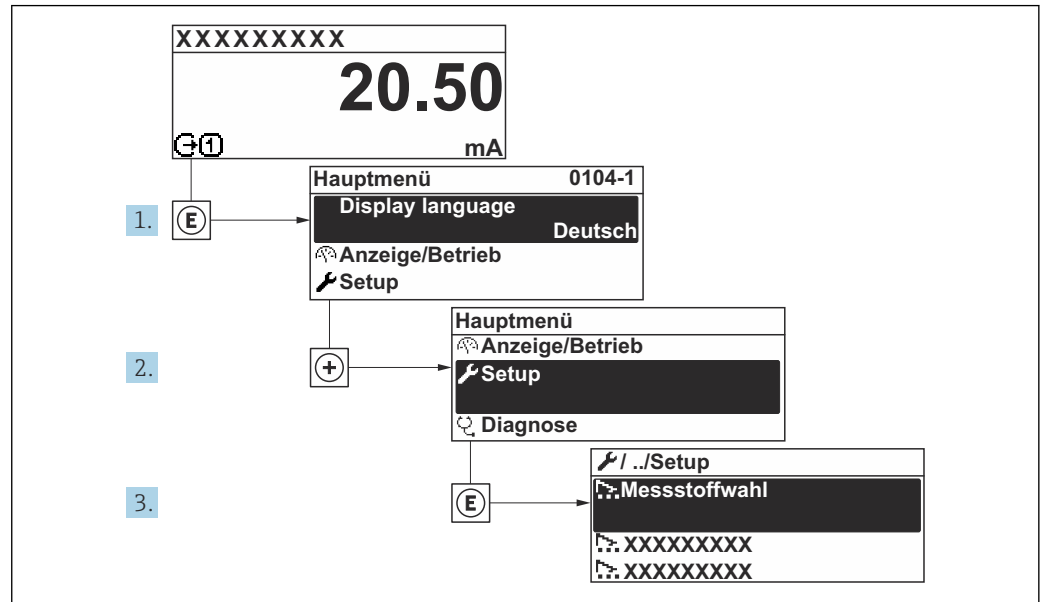 XXXXXXXXX
20.50
1 mA
Hauptmenü 0104-1
1. E Display language
Deutsch
Anzeige/Betrieb
Setup
Hauptmenü
Anzeige/Betrieb
2. + Setup
Diagnose
/ ../Setup
3. E Messstoffwahl
XXXXXXXXX
XXXXXXXXX